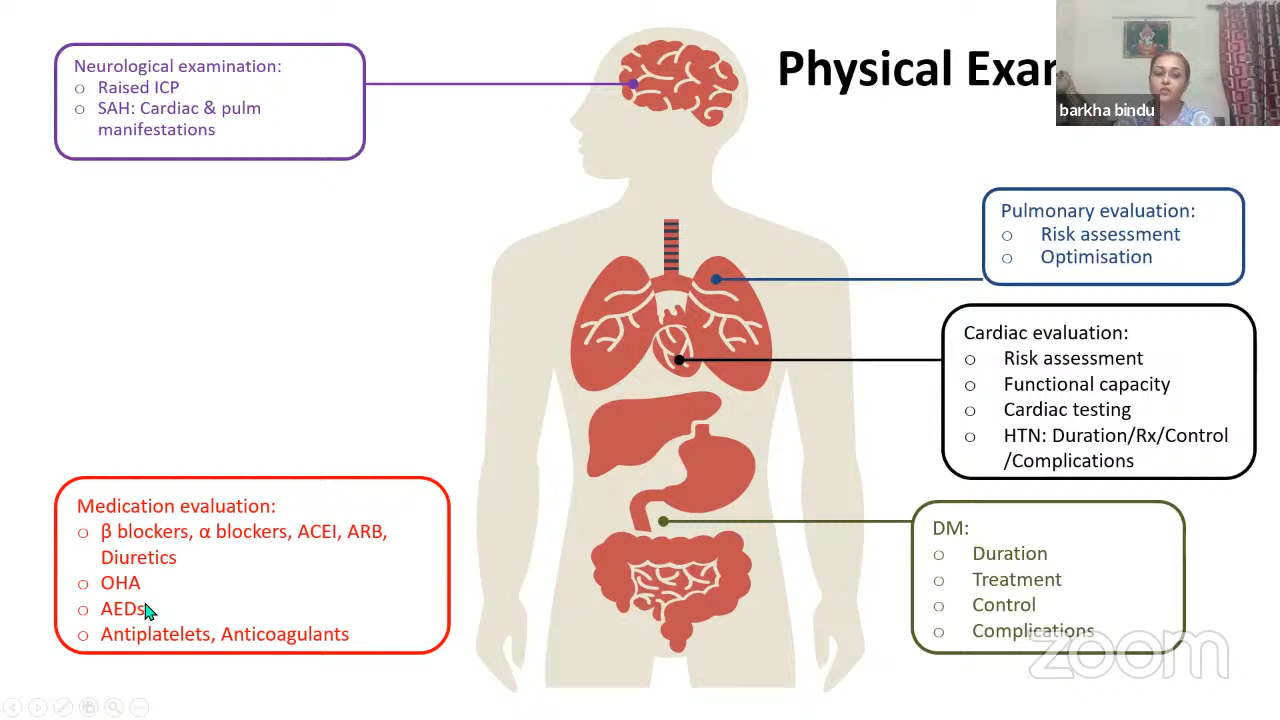 Physical Exam
barkha bindu
Neurological examination:
o Raised ICP
o SAH: Cardiac & pulm
manifestations
Pulmonary evaluation:
o Risk assessment
o Optimisation
Cardiac evaluation:
o Risk assessment
o Functional capacity
o Cardiac testing
o HTN: Duration/Rx/Control
/Complications
Medication evaluation:
o β blockers, α blockers, ACEI, ARB,
Diuretics
o OHA
o AEDs
o Antiplatelets, Anticoagulants
DM:
o Duration
o Treatment
o Control
o Complications
zoom